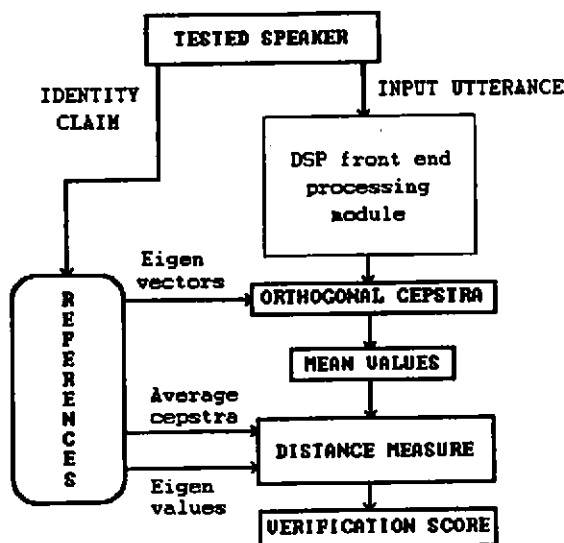 TESTED SPEAKER
IDENTITY
CLAIM
INPUT UTTERANCE
DSP front end
processing
module
Eigen
vectors
ORTHOGONAL CEPSTRA
REFERENCES
MEAN VALUES
Average
cepstra
DISTANCE MEASURE
Eigen
values
VERIFICATION SCORE